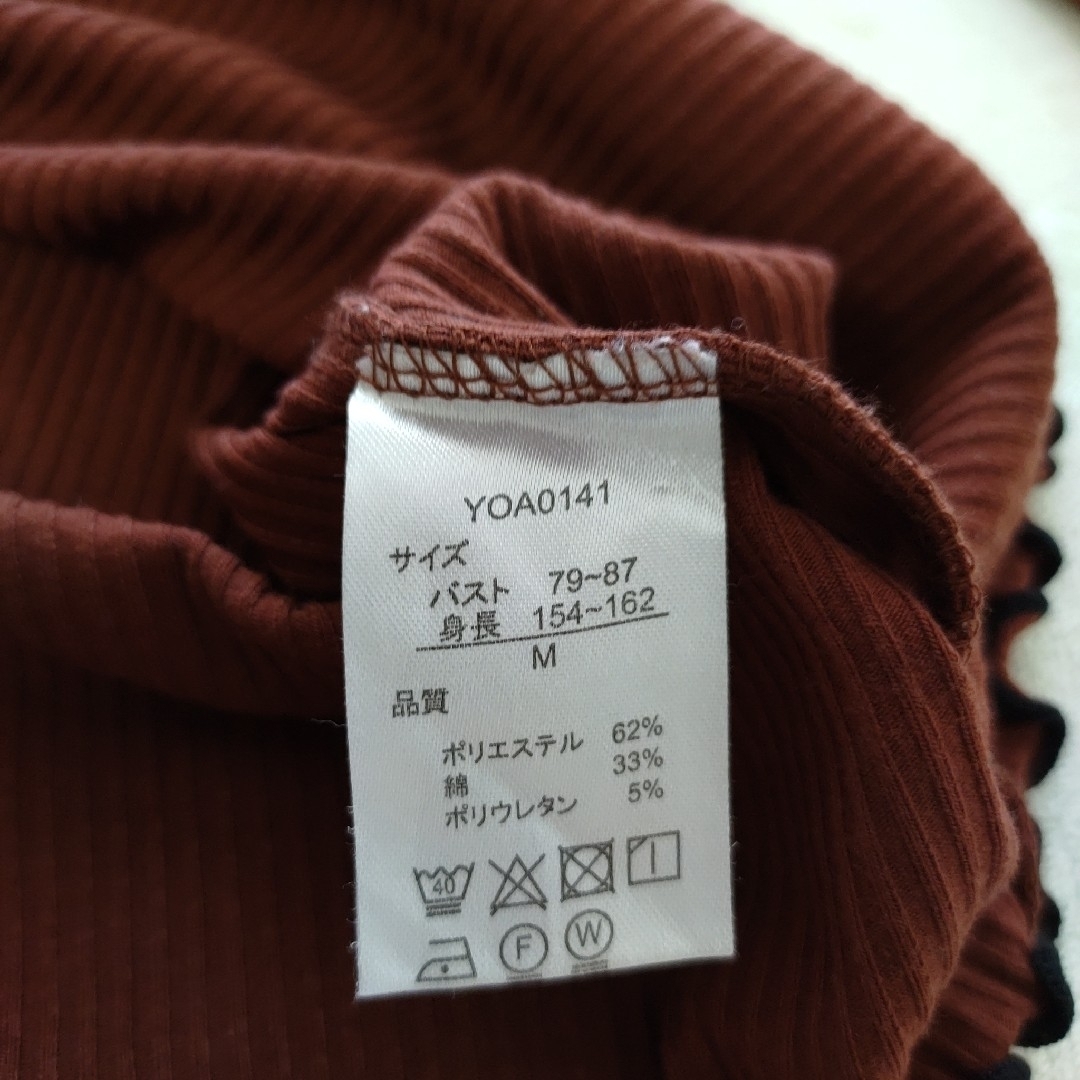 YOA0141
サイズ
バスト 79~87
身長 154~162
M
品質
ポリエステル 62%
綿 33%
ポリウレタン 5%
40
F W